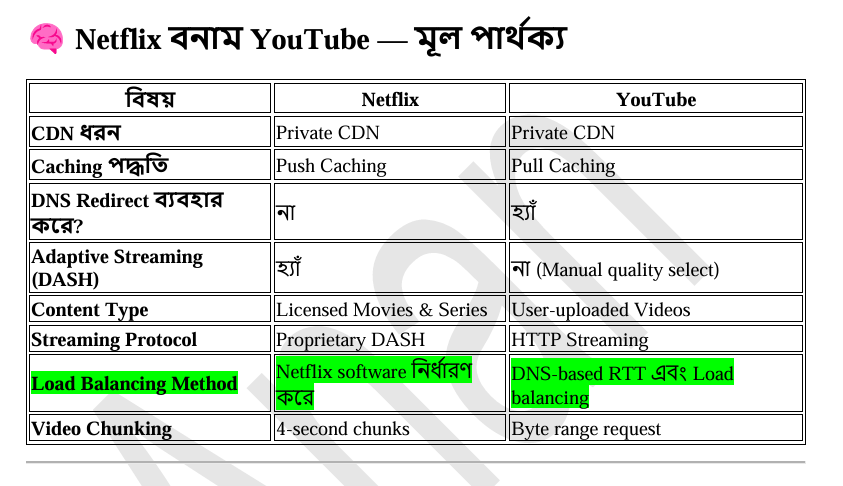 🧠 Netflix বনাম YouTube — মূল পার্থক্য
বিষয় Netflix YouTube
CDN ধরন Private CDN Private CDN
Caching পদ্ধতি Push Caching Pull Caching
DNS Redirect ব্যবহার করে? না হ্যাঁ
Adaptive Streaming (DASH) হ্যাঁ না (Manual quality select)
Content Type Licensed Movies & Series User-uploaded Videos
Streaming Protocol Proprietary DASH HTTP Streaming
Load Balancing Method Netflix software নির্ধারণ করে DNS-based RTT এবং Load balancing
Video Chunking 4-second chunks Byte range request